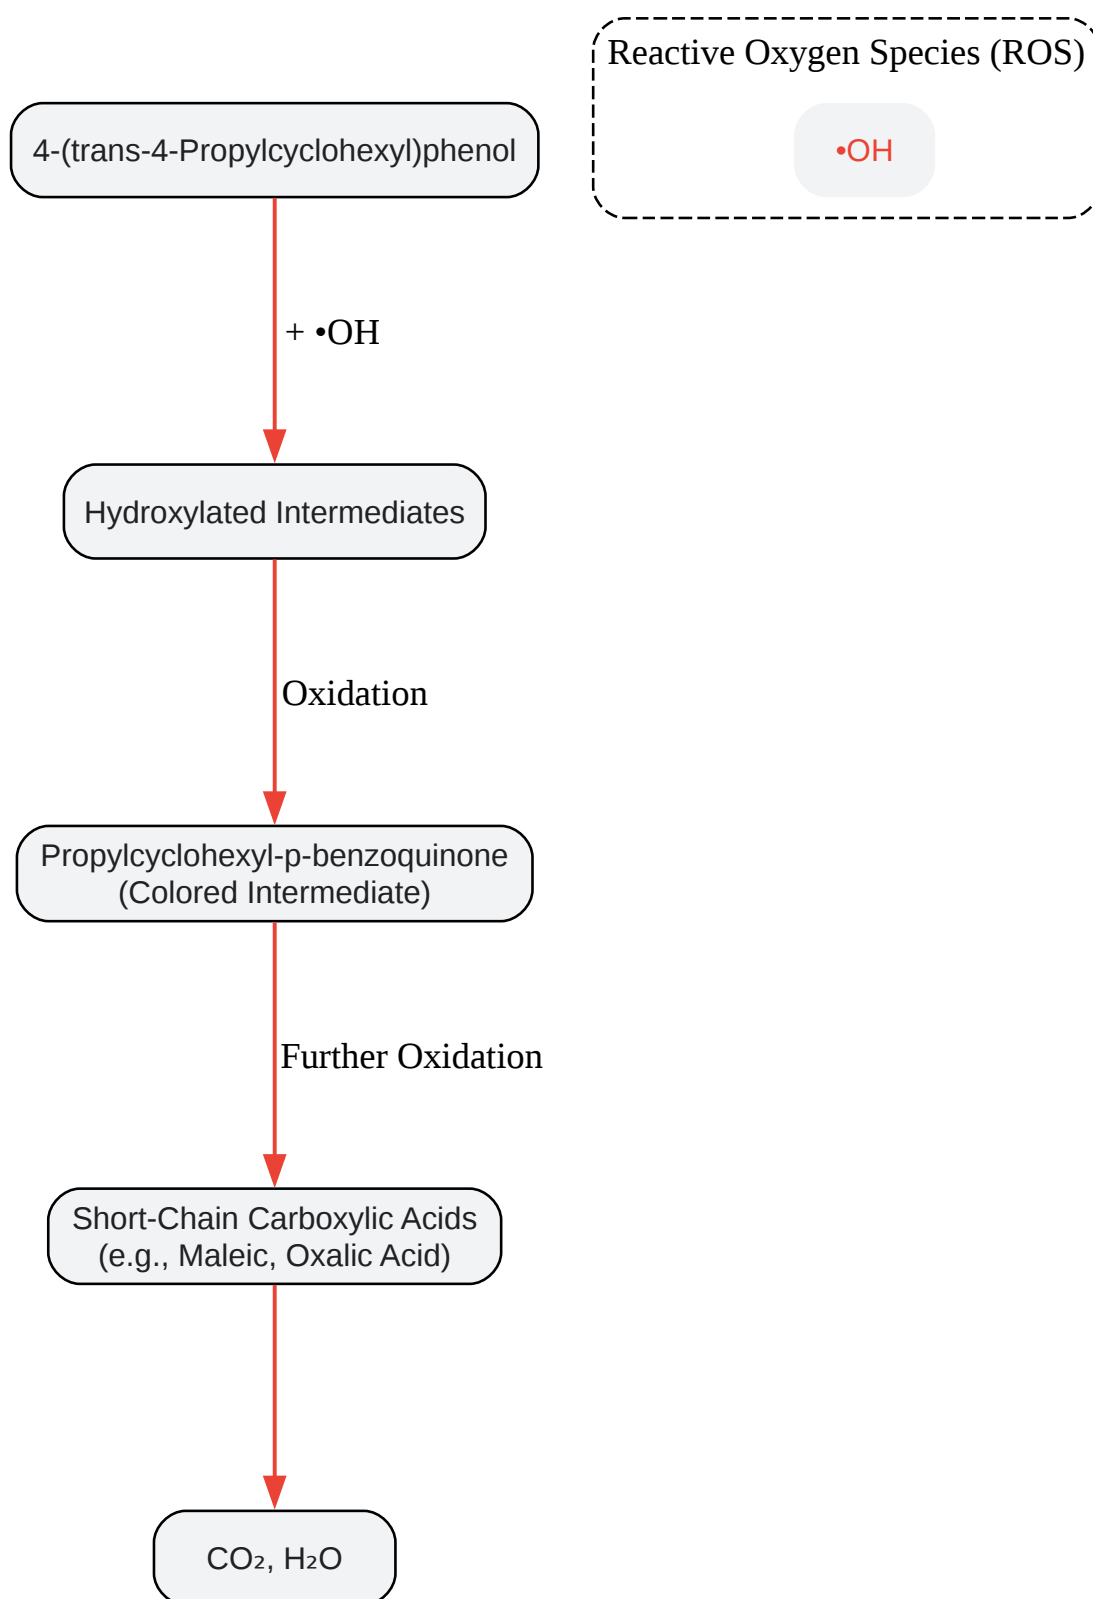 Reactive Oxygen Species (ROS)
•OH
4-(trans-4-Propylcyclohexyl)phenol
+ •OH
Hydroxylated Intermediates
Oxidation
Propylcyclohexyl-p-benzoquinone
(Colored Intermediate)
Further Oxidation
Short-Chain Carboxylic Acids
(e.g., Maleic, Oxalic Acid)
CO₂, H₂O